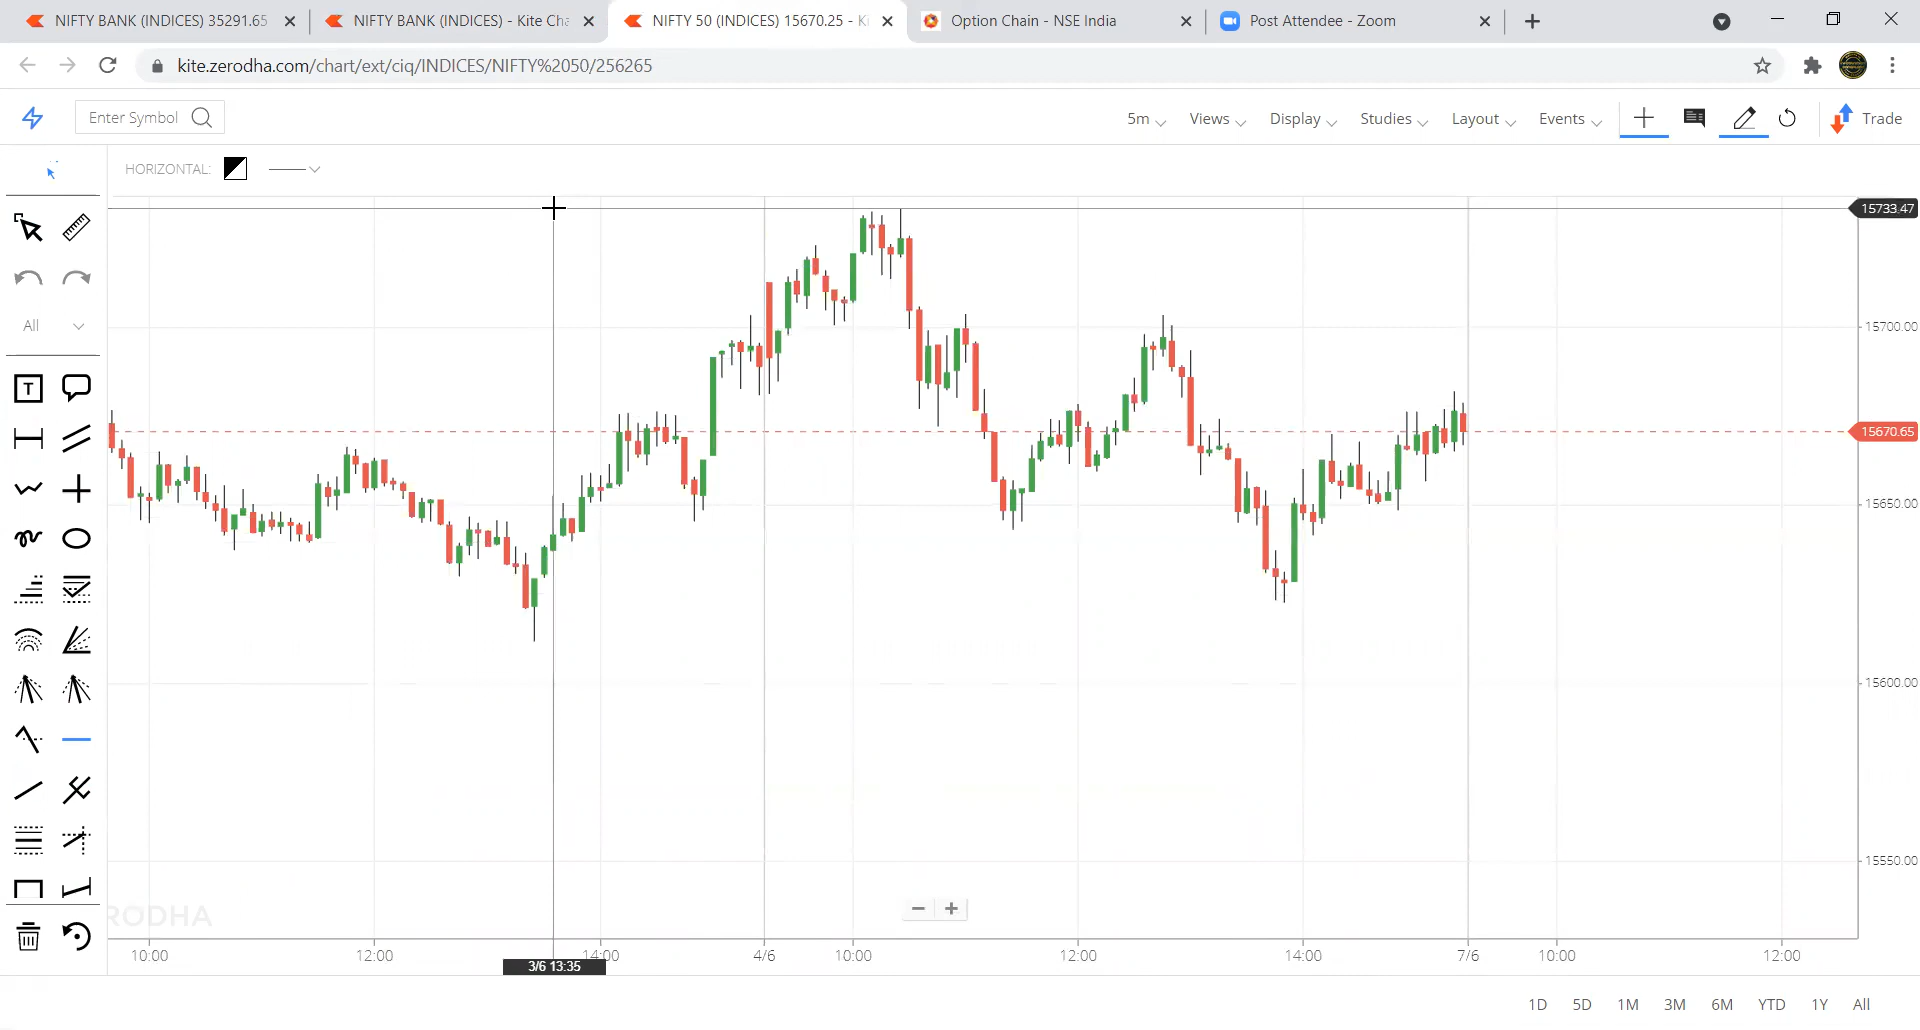 NIFTY BANK (INDICES) 35291.65
NIFTY BANK (INDICES) - Kite Cha
NIFTY 50 (INDICES) 15670.25 - Ki
Option Chain - NSE India
Post Attendee - Zoom
kite.zerodha.com/chart/ext/ciq/INDICES/NIFTY%2050/256265
Enter Symbol
5m Views Display Studies Layout Events Trade
HORIZONTAL:
15733.47
All
15700.00
T
15670.65
15650.00
15600.00
15550.00
RODHA
10:00 12:00 14:00 4/6 10:00 12:00 14:00 7/6 10:00 12:00
3/6 13:35
1D 5D 1M 3M 6M YTD 1Y All